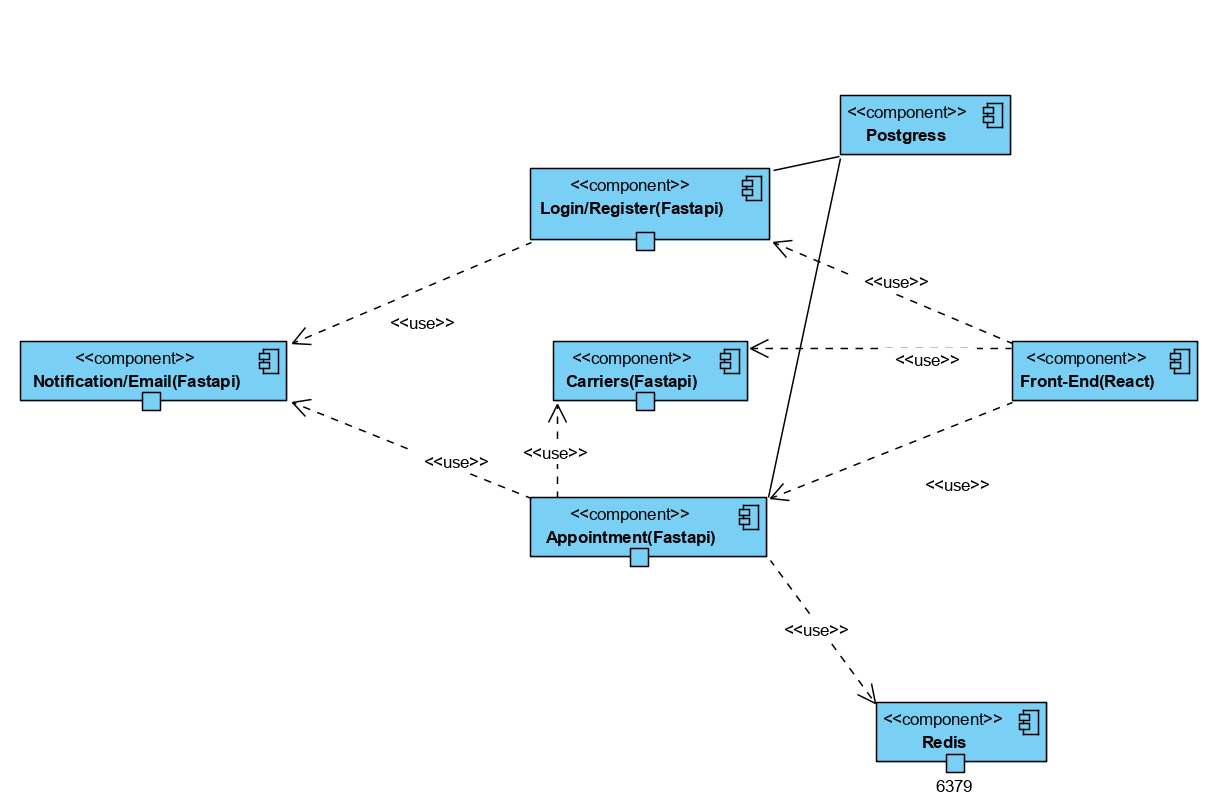 <<component>>
Postgress
<<component>>
Login/Register(Fastapi)
<<use>>
<<use>>
<<component>>
Notification/Email(Fastapi)
<<component>>
Carriers(Fastapi)
<<use>>
<<component>>
Front-End(React)
<<use>>
<<use>>
<<use>>
<<component>>
Appointment(Fastapi)
<<use>>
<<component>>
Redis
6379